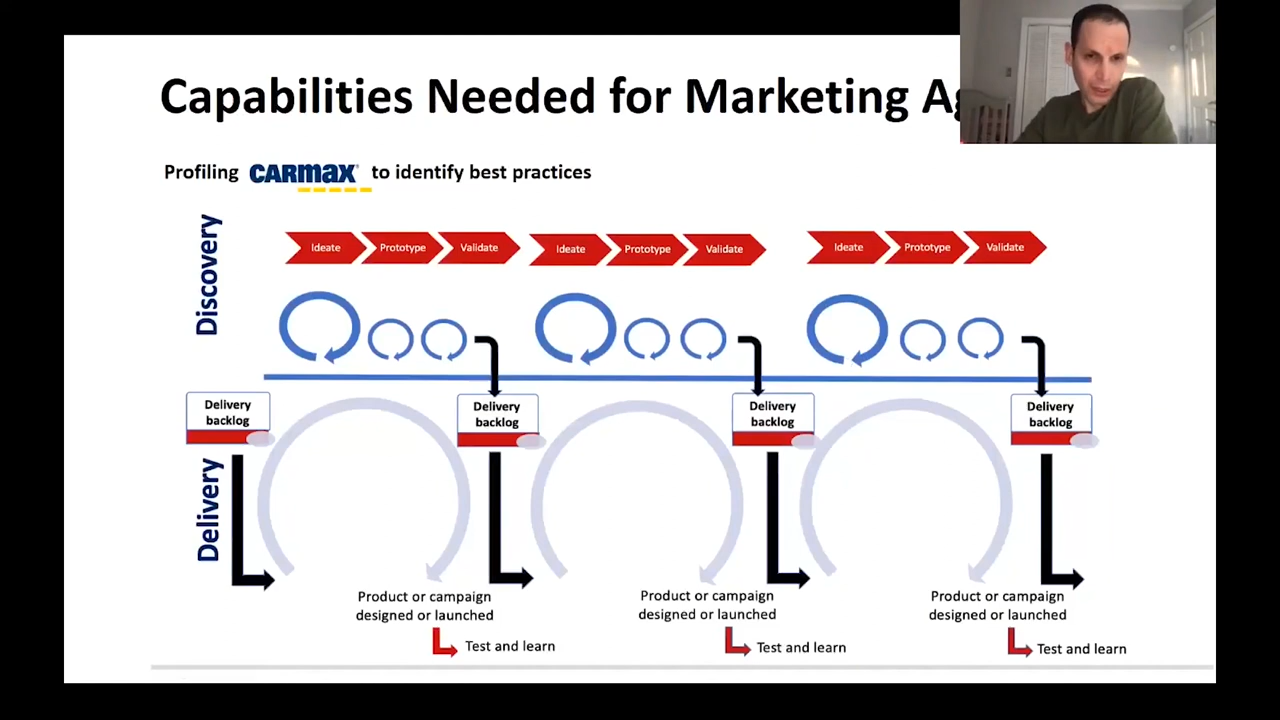 Capabilities Needed for Marketing
Profiling CARMAX to identify best practices
Discovery
Ideate Prototype Validate Ideate Prototype Validate Ideate Prototype Validate
Delivery
backlog
Delivery
backlog
Delivery
backlog
Delivery
backlog
Delivery
Product or campaign
designed or launched
Test and learn
Product or campaign
designed or launched
Test and learn
Product or campaign
designed or launched
Test and learn